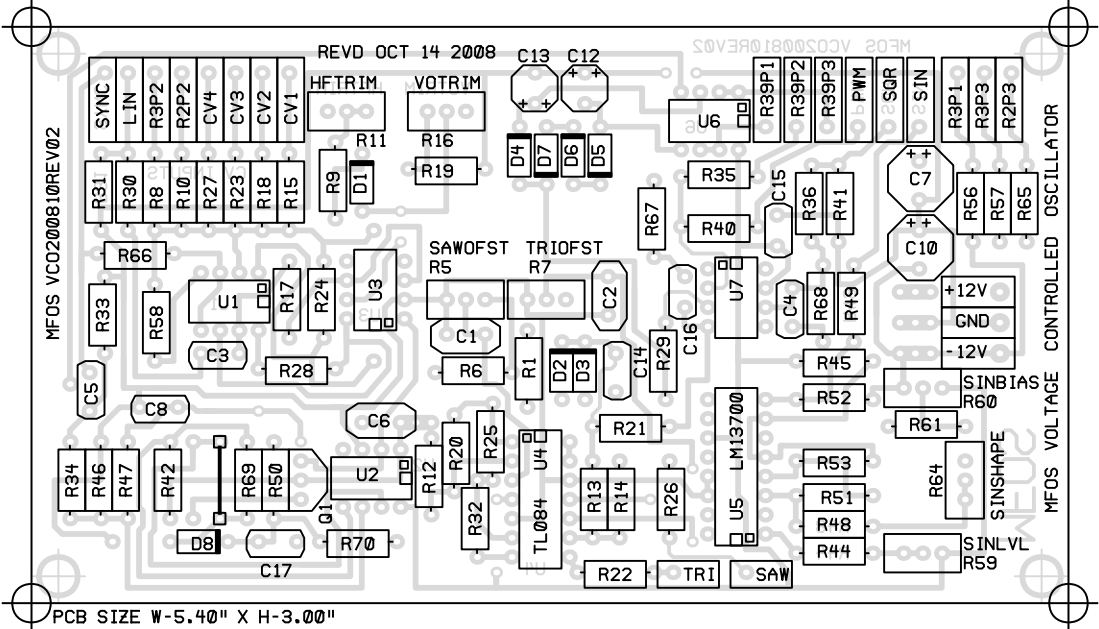 REVD OCT 14 2008
MFOS VCO200810REV02
C13
C12
HFTRIM
VOTRIM
SYNC
LIN
R3P2
R2P2
CV4
CV3
CV2
CV1
R11
R16
U6
R39P1
R39P2
R39P3
PWM
SQR
SIN
R3P1
R3P3
R2P3
D4
D7
D6
D5
R31
R30
R8
R10
R27
R23
R18
R15
CV INPUTS
R9
D1
R19
R35
C15
R36
R41
C7
R56
R57
R65
R67
R40
C10
MFOS VCO200810REV02
R66
SAWOFST
TRIOFST
R5
R7
U1
R17
R24
U3
C2
C16
U7
C4
R68
R49
+12V
GND
-12V
R33
R58
C1
C3
R28
R6
R1
D2
D3
C14
R29
R45
SINBIAS
R60
C5
C8
C6
R52
R61
R21
R20
R25
U4
TL084
LM13700
U5
R34
R46
R47
R42
R69
R50
Q1
U2
R12
R32
R13
R14
R26
R53
R51
R48
R44
R64
SINSHAPE
D8
C17
R70
R22
TRI
SAW
SINLVL
R59
MFOS VOLTAGE CONTROLLED OSCILLATOR
PCB SIZE W-5.40" X H-3.00"